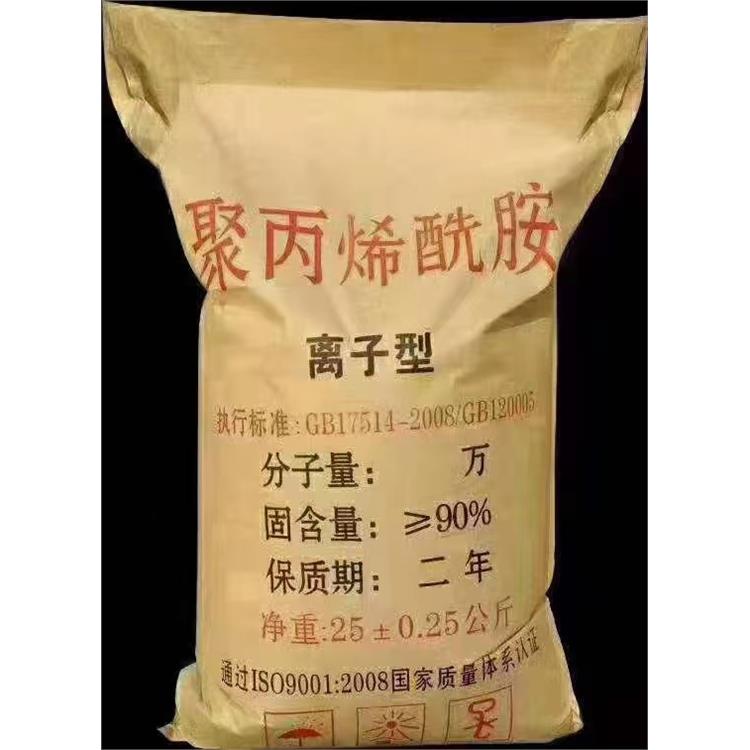 聚丙烯酰胺
离子型
执行标准:GB17514-2008/GB120005
分子量: 万
固含量: ≥90%
保质期: 二年
净重:25±0.25公斤
通过ISO9001:2008国家质量体系认证